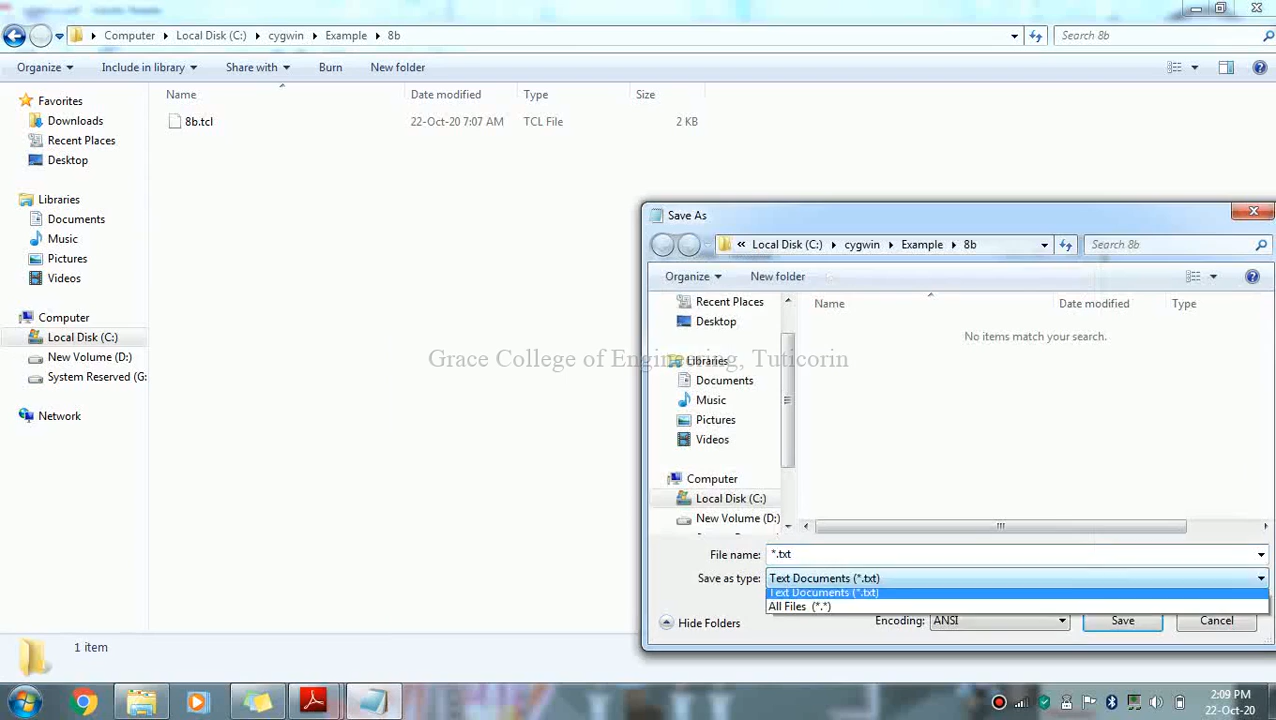 Computer Local Disk (C:) cygwin Example 8b
Search 8b
Organize Include in library Share with Burn New folder
Name Date modified Type Size
8b.tcl 22-Oct-20 7:07 AM TCL File 2 KB
Favorites
Downloads
Recent Places
Desktop
Libraries
Documents
Music
Pictures
Videos
Computer
Local Disk (C:)
New Volume (D:)
System Reserved (G:
Network
Grace College of Engineering, Tuticorin
Save As
« Local Disk (C:) cygwin Example 8b
Search 8b
Organize New folder
Recent Places
Desktop
Libraries
Documents
Music
Pictures
Videos
Computer
Local Disk (C:)
New Volume (D:)
Name Date modified Type
No items match your search.
File name: *.txt
Save as type: Text Documents (*.txt)
Text Documents (*.txt)
All Files (*.*)
Hide Folders
Encoding: ANSI
Save Cancel
1 item
2:09 PM
22-Oct-20